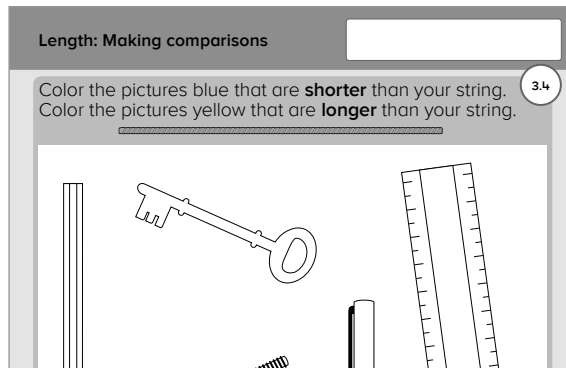 Length: Making comparisons
3.4
Color the pictures blue that are shorter than your string.
Color the pictures yellow that are longer than your string.